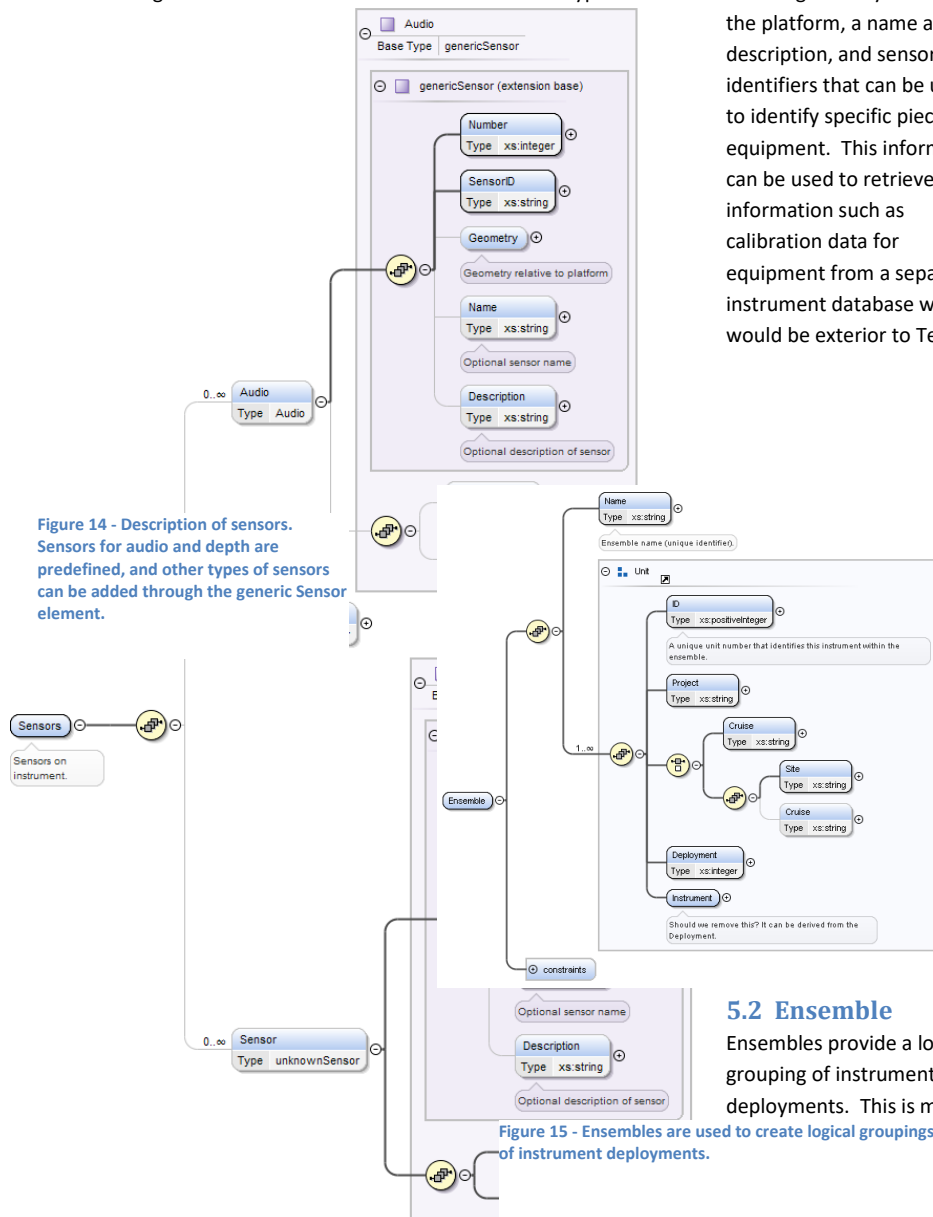 the platform, a name a
description, and sensor
identifiers that can be
to identify specific piec
equipment. This inform
can be used to retrieve
information such as
calibration data for
equipment from a sepa
instrument database w
would be exterior to Te
Audio
Base Type genericSensor
genericSensor (extension base)
Number
Type xs:integer
SensorID
Type xs:string
Geometry
Geometry relative to platform
Name
Type xs:string
Optional sensor name
Description
Type xs:string
Optional description of sensor
0..∞
Audio
Type Audio
Figure 14 - Description of sensors.
Sensors for audio and depth are
predefined, and other types of sensors
can be added through the generic Sensor
element.
Sensors
Sensors on
instrument.
Name
Type xs:string
Ensemble name (unique identifier).
Unit
ID
Type xs:positiveInteger
A unique unit number that identifies this instrument within the
ensemble.
Project
Type xs:string
Cruise
Type xs:string
1..∞
Site
Type xs:string
Ensemble
Cruise
Type xs:string
Deployment
Type xs:integer
Instrument
Should we remove this? It can be derived from the
Deployment.
constraints
Optional sensor name
0..∞
Sensor
Type unknownSensor
Description
Type xs:string
Optional description of sensor
5.2 Ensemble
Ensembles provide a lo
grouping of instrument
deployments. This is m
Figure 15 - Ensembles are used to create logical groupings
of instrument deployments.